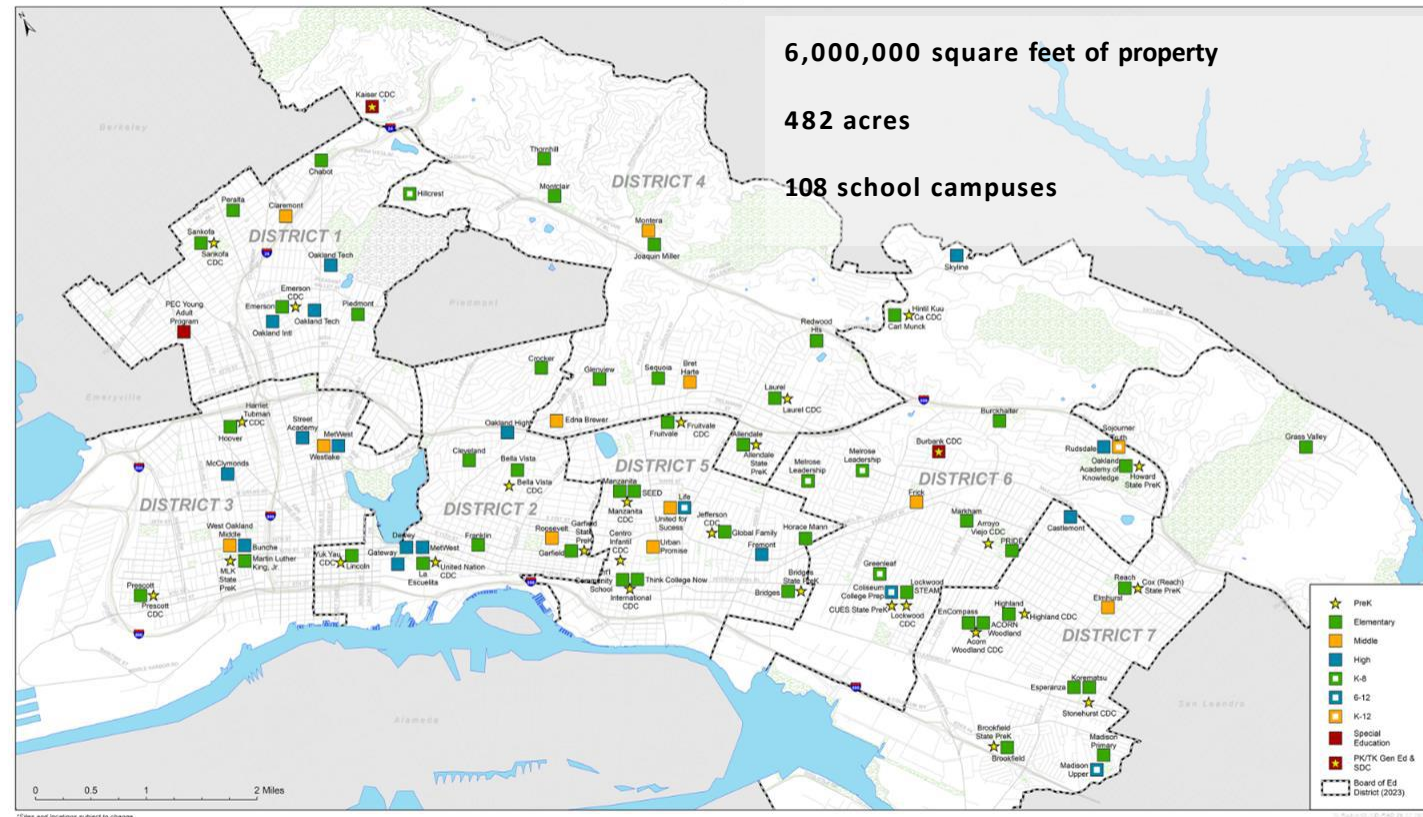 6,000,000 square feet of property
482 acres
108 school campuses
Berkeley
Kaiser CDC
Chabot
Thornhill
Montclair
DISTRICT 4
Hillcrest
Peralta
Claremont
DISTRICT 1
Sankofa
Sankofa
CDC
Montera
Joaquin Miller
Oakland Tech
Skyline
PEC Young
Adult
Program
Emerson
CDC
Emerson
Oakland Tech
Oakland Intl
Piedmont
Piedmont
Hintil Kuu
Ca CDC
Carl Munck
Redwood
Hts
Emeryville
Crocker
Glenview
Sequoia
Bret
Harte
Laurel
Laurel CDC
Harriet
Tubman
CDC
Hoover
Street
Academy
MetWest
Westlake
McClymonds
DISTRICT 3
Oakland High
Edna Brewer
Cleveland
Bella Vista
Bella Vista
CDC
DISTRICT 2
Fruitvale
Fruitvale
CDC
Allendale
Allendale
State
PreK
DISTRICT 5
Burckhalter
Burbank CDC
Melrose
Leadership
Melrose
Leadership
DISTRICT 6
Rudsdale
Sojourner
Truth
Oakland
Academy of
Knowledge
Howard
State PreK
Grass Valley
Manzanita
SEED
Manzanita
CDC
Life
United for
Sucess
Jefferson
CDC
Global Family
Frick
Markham
Arroyo
Viejo CDC
PRIDE
Castlemont
West Oakland
Middle
Bunche
MLK
State
PreK
Martin Luther
King, Jr.
Yuk Yau
CDC
Lincoln
Dewey
Gateway
MetWest
La
Escuelita
United Nation
CDC
Franklin
Roosevelt
Garfield
State
PreK
Garfield
Centro
Infantil
CDC
Urban
Promise
Fremont
Horace Mann
Int'l
Community
School
Think College Now
International
CDC
Bridges
State PreK
Bridges
Greenleaf
Coliseum
College Prep
Lockwood
STEAM
CUES State PreK
Lockwood
CDC
Prescott
Prescott
CDC
EnCompass
ACORN
Woodland
Acorn
Woodland CDC
Highland
Highland CDC
Reach
Cox (Reach)
State PreK
Elmhurst
DISTRICT 7
Esperanza
Korematsu
Stonehurst CDC
Brookfield
State PreK
Brookfield
Madison
Primary
Madison
Upper
Alameda
San Leandro
PreK
Elementary
Middle
High
K-8
6-12
K-12
Special
Education
PK/TK Gen Ed &
SDC
Board of Ed
District (2023)
0 0.5 1 2 Miles
*Sites and locations subject to change